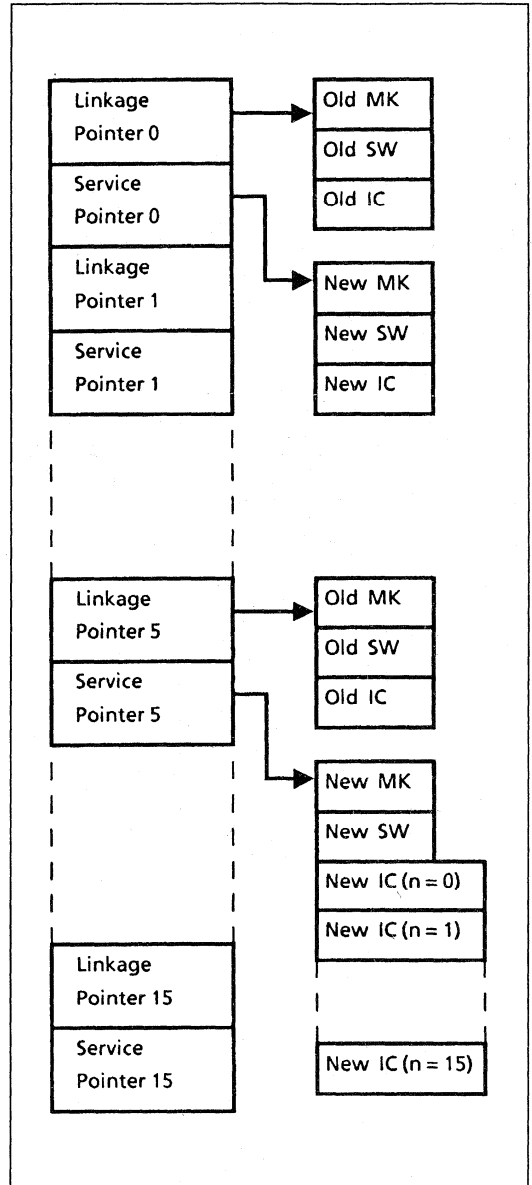 Linkage
Pointer 0
Service
Pointer 0
Linkage
Pointer 1
Service
Pointer 1
Old MK
Old SW
Old IC
New MK
New SW
New IC
Linkage
Pointer 5
Service
Pointer 5
Old MK
Old SW
Old IC
New MK
New SW
New IC (n = 0)
New IC (n = 1)
Linkage
Pointer 15
Service
Pointer 15
New IC (n = 15)